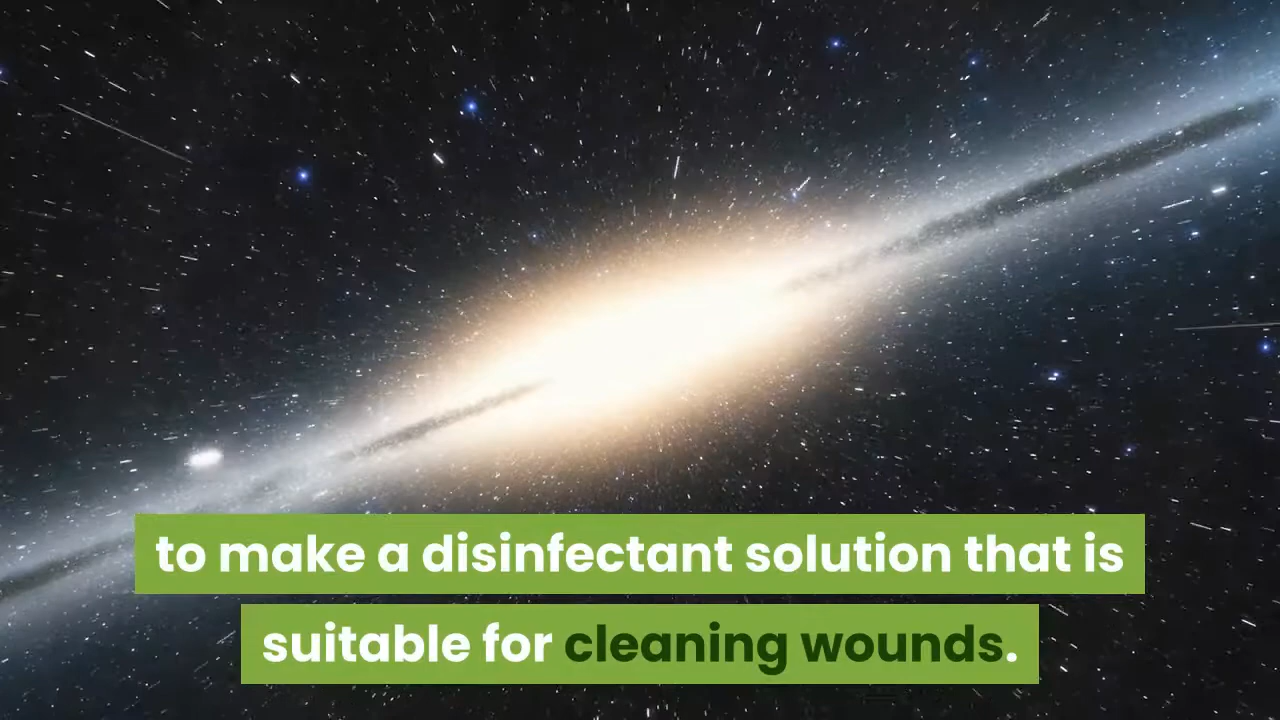 to make a disinfectant solution that is
suitable for cleaning wounds.